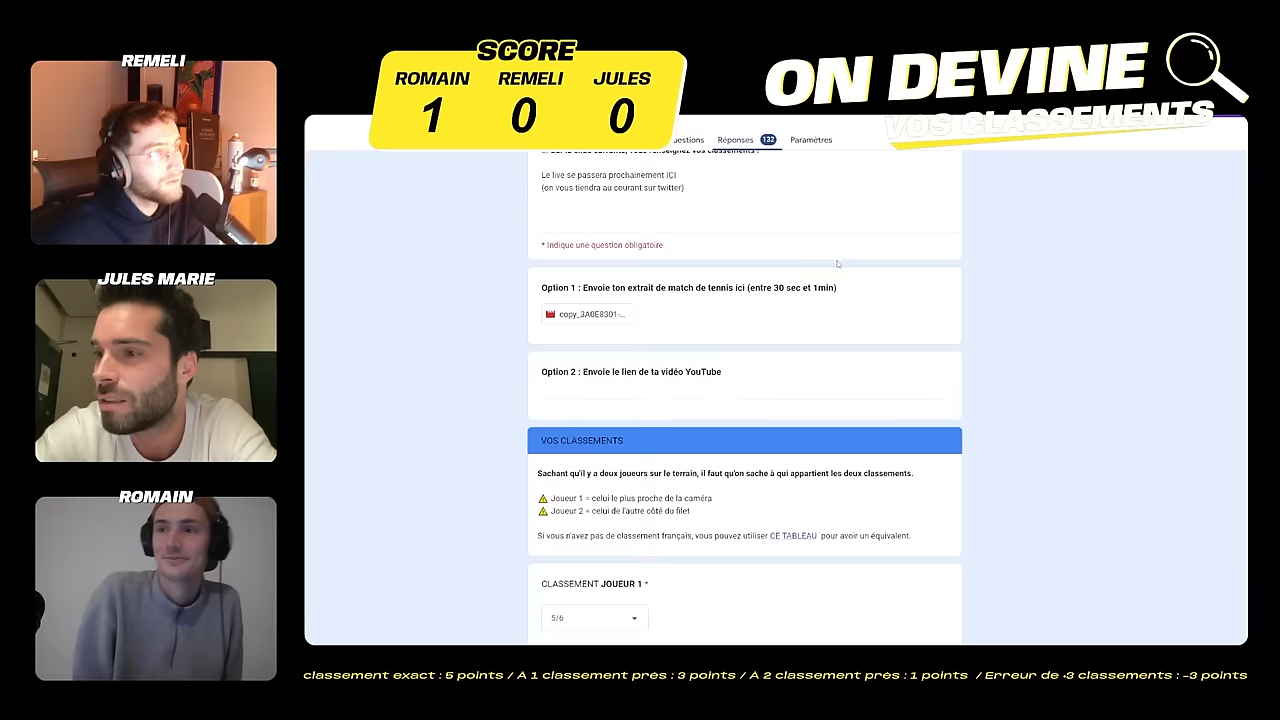 REMELI
JULES MARIE
ROMAIN
SCORE
ROMAIN REMELI JULES
1 0 0
ON DEVINE
VOS CLASSEMENTS
uestions Réponses 132 Paramètres
Le live se passera prochainement ICI
(on vous tiendra au courant sur twitter)
* Indique une question obligatoire
Option 1 : Envoie ton extrait de match de tennis ici (entre 30 sec et 1min)
copy_3A0E8301-...
Option 2 : Envoie le lien de ta vidéo YouTube
VOS CLASSEMENTS
Sachant qu'il y a deux joueurs sur le terrain, il faut qu'on sache à qui appartient les deux classements.
Joueur 1 = celui le plus proche de la caméra
Joueur 2 = celui de l'autre côté du filet
Si vous n'avez pas de classement français, vous pouvez utiliser CE TABLEAU pour avoir un équivalent.
CLASSEMENT JOUEUR 1 *
5/6
classement exact : 5 points / À 1 classement près : 3 points / À 2 classement près : 1 points / Erreur de +3 classements : -3 points